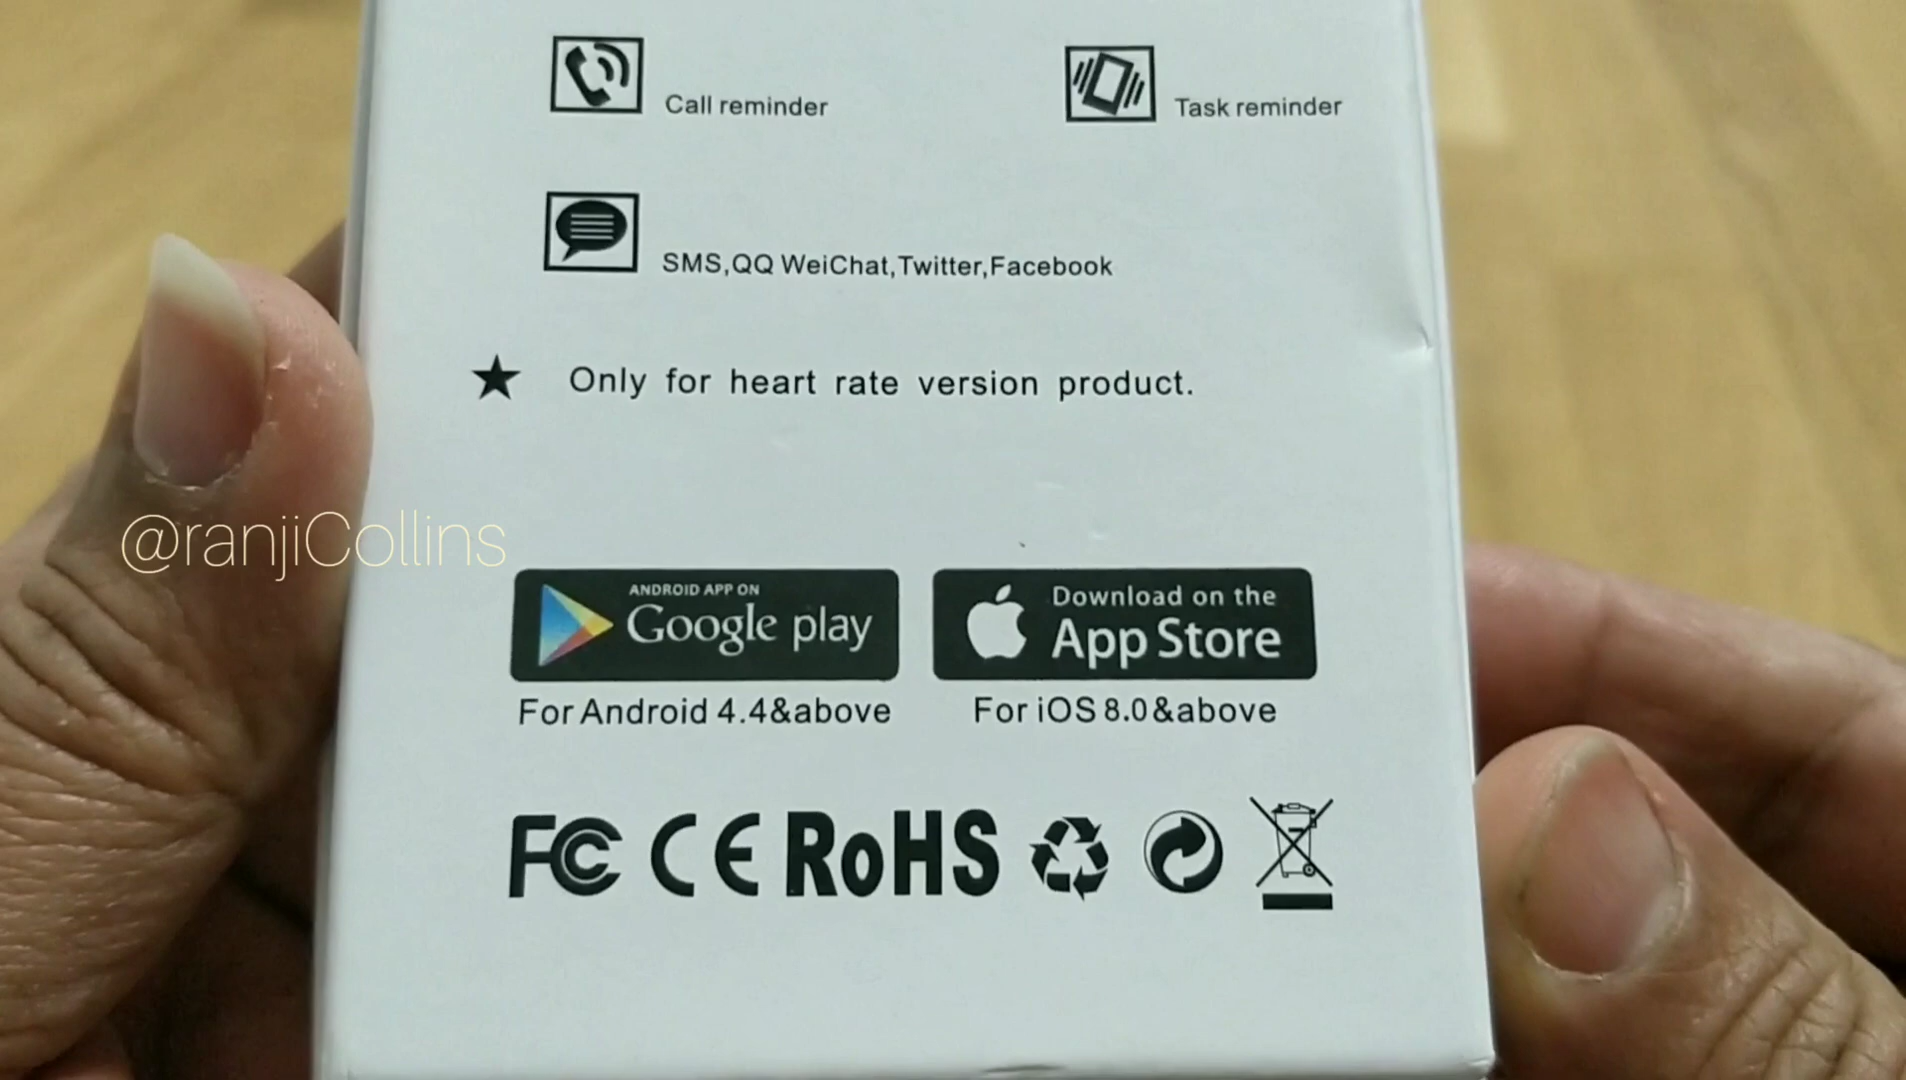 Call reminder
Task reminder
SMS,QQ WeiChat,Twitter,Facebook
★ Only for heart rate version product.
@ranjiCollins
ANDROID APP ON
Google play
Download on the
App Store
For Android 4.4&above
For iOS 8.0&above
FC CE RoHS